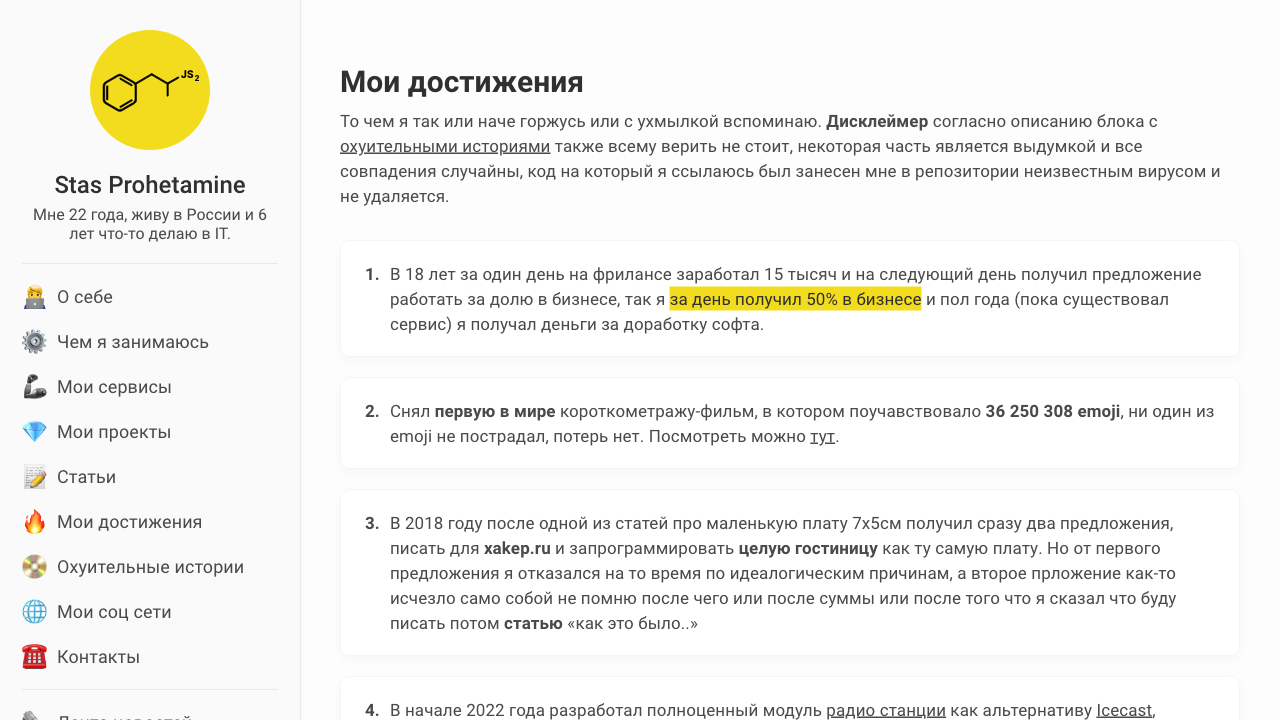 JS2
Stas Prohetamine
Мне 22 года, живу в России и 6
лет что-то делаю в IT.
О себе
Чем я занимаюсь
Мои сервисы
Мои проекты
Статьи
Мои достижения
Охуительные истории
Мои соц сети
Контакты
Лента новостей
Мои достижения
То чем я так или наче горжусь или с ухмылкой вспоминаю. Дисклеймер согласно описанию блока с
охуительными историями также всему верить не стоит, некоторая часть является выдумкой и все
совпадения случайны, код на который я ссылаюсь был занесен мне в репозитории неизвестным вирусом и
не удаляется.
1. В 18 лет за один день на фрилансе заработал 15 тысяч и на следующий день получил предложение
работать за долю в бизнесе, так я за день получил 50% в бизнесе и пол года (пока существовал
сервис) я получал деньги за доработку софта.
2. Снял первую в мире короткометражу-фильм, в котором поучавствовало 36 250 308 emoji, ни один из
emoji не пострадал, потерь нет. Посмотреть можно тут.
3. В 2018 году после одной из статей про маленькую плату 7x5см получил сразу два предложения,
писать для xakep.ru и запрограммировать целую гостиницу как ту самую плату. Но от первого
предложения я отказался на то время по идеалогическим причинам, а второе прложение как-то
исчезло само собой не помню после чего или после суммы или после того что я сказал что буду
писать потом статью «как это было..»
4. В начале 2022 года разработал полноценный модуль радио станции как альтернативу Icecast,